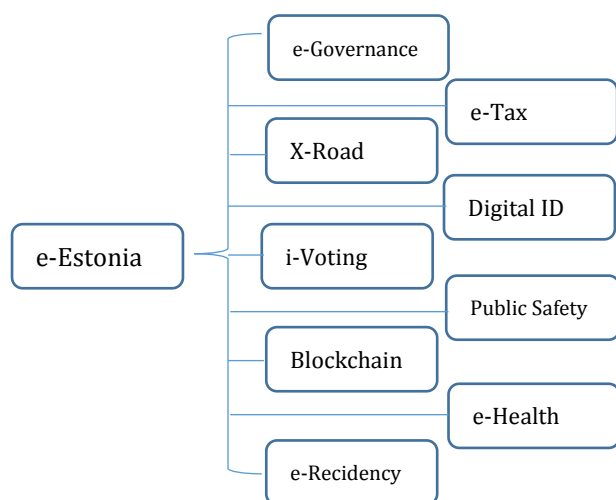 e-Governance
e-Tax
X-Road
Digital ID
e-Estonia
i-Voting
Public Safety
Blockchain
e-Health
e-Recidency